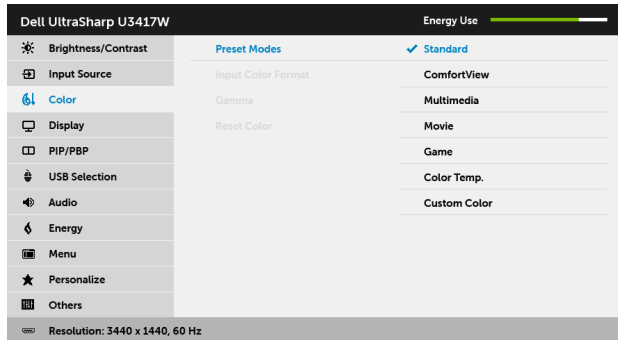 Dell UltraSharp U3417W
Energy Use
Brightness/Contrast
Preset Modes
Standard
Input Source
Input Color Format
ComfortView
Color
Gamma
Multimedia
Display
Reset Color
Movie
PIP/PBP
Game
USB Selection
Color Temp.
Audio
Custom Color
Energy
Menu
Personalize
Others
Resolution: 3440 x 1440, 60 Hz